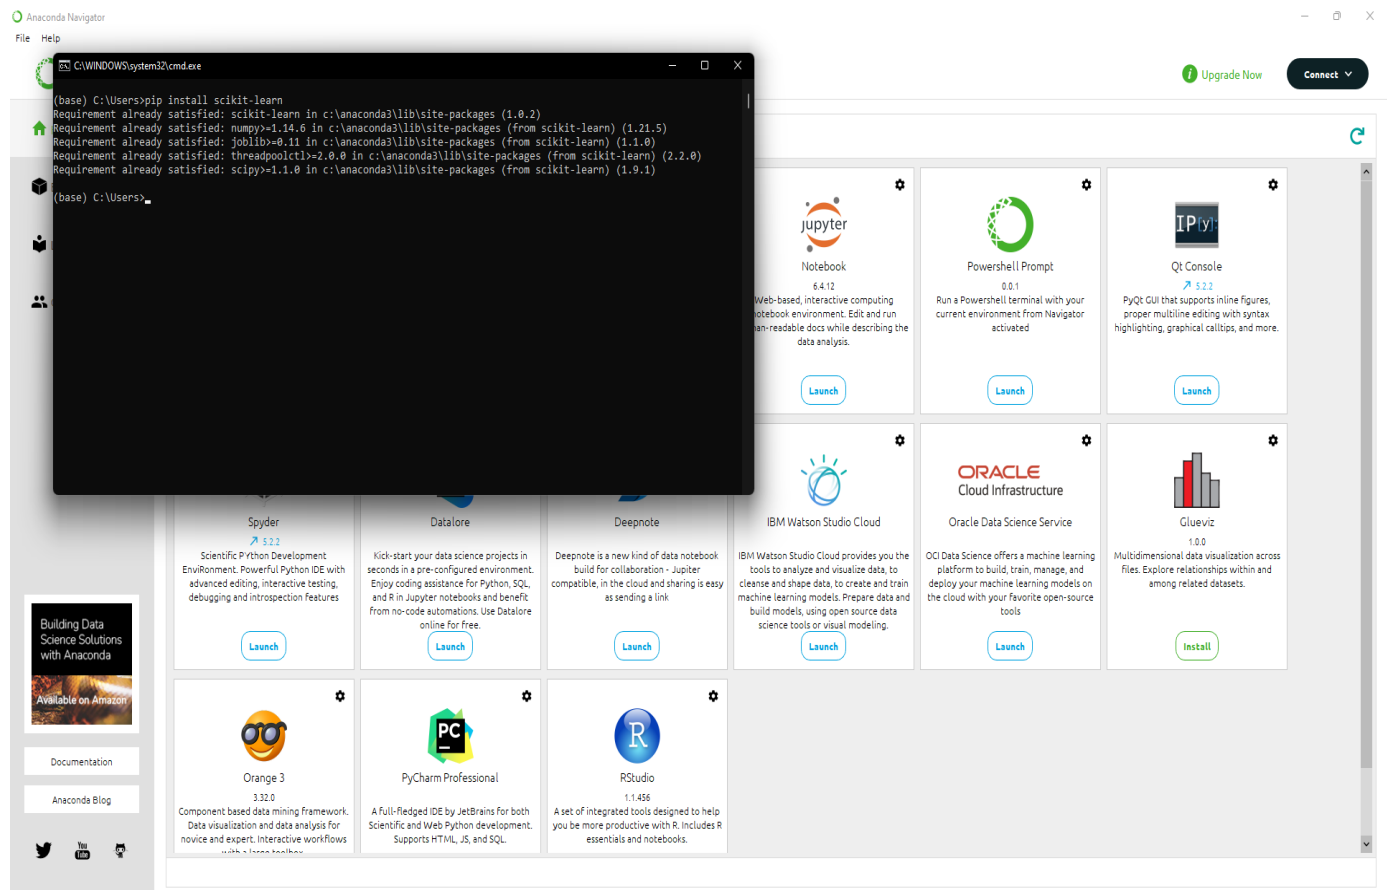 Anaconda Navigator
File Help
C:\WINDOWS\system32\cmd.exe
(base) C:\Users>pip install scikit-learn
Requirement already satisfied: scikit-learn in c:\anaconda3\lib\site-packages (1.0.2)
Requirement already satisfied: numpy>=1.14.6 in c:\anaconda3\lib\site-packages (from scikit-learn) (1.21.5)
Requirement already satisfied: joblib>=0.11 in c:\anaconda3\lib\site-packages (from scikit-learn) (1.1.0)
Requirement already satisfied: threadpoolctl>=2.0.0 in c:\anaconda3\lib\site-packages (from scikit-learn) (2.2.0)
Requirement already satisfied: scipy>=1.1.0 in c:\anaconda3\lib\site-packages (from scikit-learn) (1.9.1)
(base) C:\Users>
Upgrade Now
Connect
jupyter
Notebook
6.4.12
Web-based, interactive computing
notebook environment. Edit and run
an-readable docs while describing the
data analysis.
Launch
Powershell Prompt
0.0.1
Run a Powershell terminal with your
current environment from Navigator
activated
Launch
IP[y]:
Qt Console
5.2.2
PyQt GUI that supports inline figures,
proper multiline editing with syntax
highlighting, graphical calltips, and more.
Launch
Spyder
5.2.2
Scientific PYthon Development
EnviRonment. Powerful Python IDE with
advanced editing, interactive testing,
debugging and introspection features
Launch
Datalore
Kick-start your data science projects in
seconds in a pre-configured environment.
Enjoy coding assistance for Python, SQL,
and R in Jupyter notebooks and benefit
from no-code automations. Use Datalore
online for free.
Launch
Deepnote
Deepnote is a new kind of data notebook
build for collaboration - Jupiter
compatible, in the cloud and sharing is easy
as sending a link
Launch
IBM Watson Studio Cloud
IBM Watson Studio Cloud provides you the
tools to analyze and visualize data, to
cleanse and shape data, to create and train
machine learning models. Prepare data and
build models, using open source data
science tools or visual modeling.
Launch
ORACLE
Cloud Infrastructure
Oracle Data Science Service
OCI Data Science offers a machine learning
platform to build, train, manage, and
deploy your machine learning models on
the cloud with your favorite open-source
tools
Launch
Glueviz
1.0.0
Multidimensional data visualization across
files. Explore relationships within and
among related datasets.
Install
Building Data
Science Solutions
with Anaconda
Available on Amazon
Documentation
Anaconda Blog
You
Tube
Orange 3
3.32.0
Component based data mining framework.
Data visualization and data analysis for
novice and expert. Interactive workflows
with a large toolbox.
PC
PyCharm Professional
A full-fledged IDE by JetBrains for both
Scientific and Web Python development.
Supports HTML, JS, and SQL.
R
RStudio
1.1.456
A set of integrated tools designed to help
you be more productive with R. Includes R
essentials and notebooks.